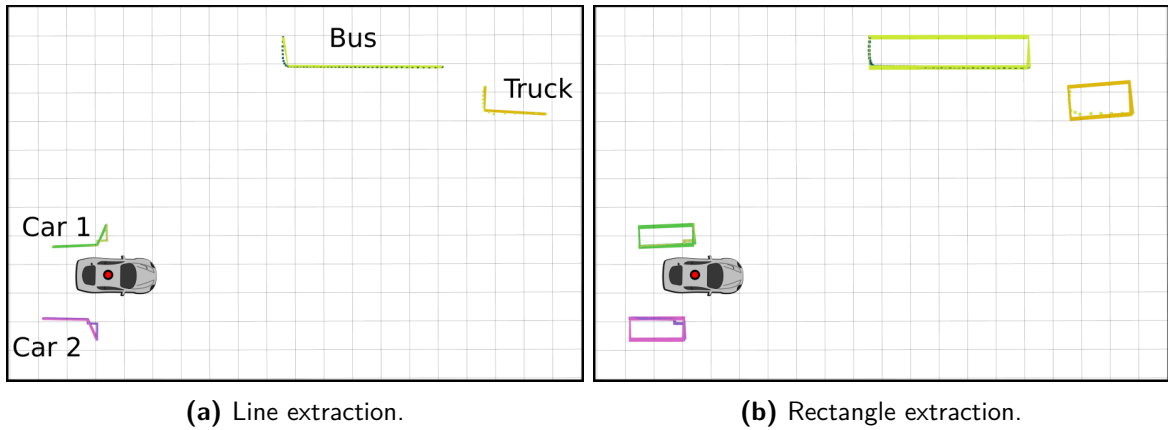 Bus
Truck
Car 1
Car 2
(a) Line extraction.
(b) Rectangle extraction.